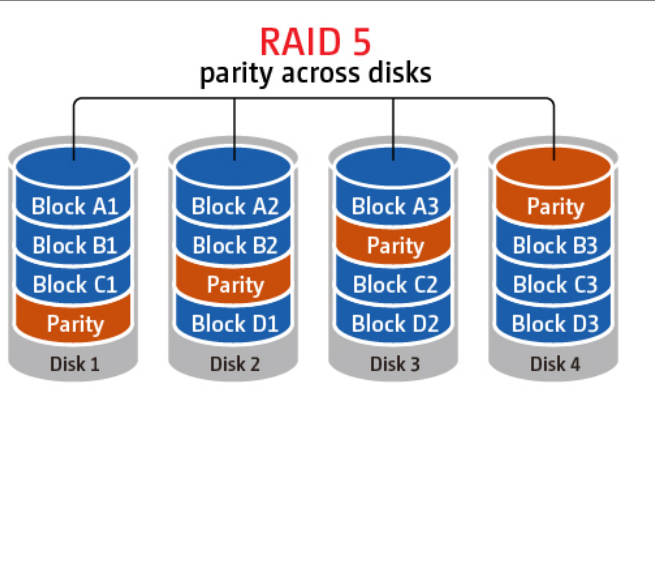 RAID 5
parity across disks
Block A1 Block A2 Block A3 Parity
Block B1 Block B2 Parity Block B3
Block C1 Parity Block C2 Block C3
Parity Block D1 Block D2 Block D3
Disk 1 Disk 2 Disk 3 Disk 4